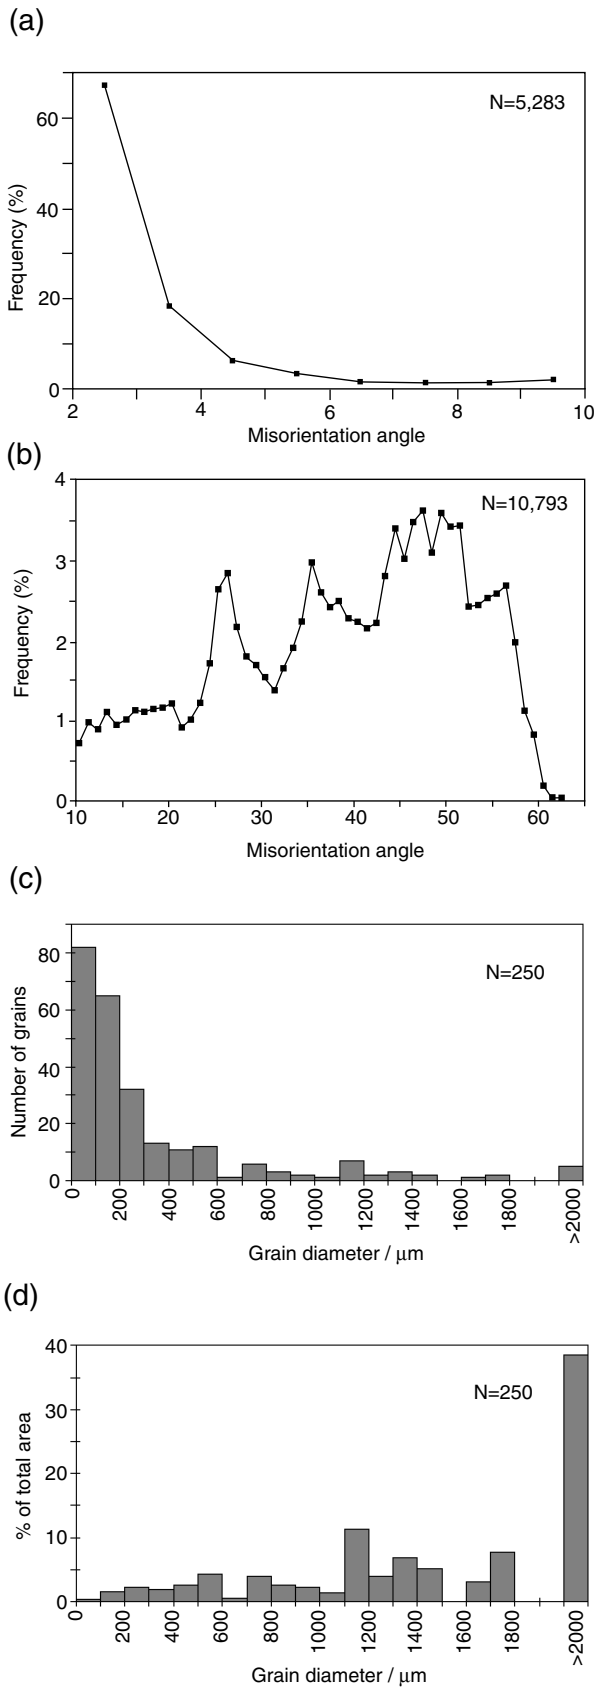 (a)
N=5,283
Frequency (%)
60
40
20
0
2 4 6 8 10
Misorientation angle
(b)
N=10,793
Frequency (%)
4
3
2
1
0
10 20 30 40 50 60
Misorientation angle
(c)
N=250
Number of grains
80
60
40
20
0
0 200 400 600 800 1000 1200 1400 1600 1800 >2000
Grain diameter / μm
(d)
N=250
% of total area
40
30
20
10
0
0 200 400 600 800 1000 1200 1400 1600 1800 >2000
Grain diameter / μm